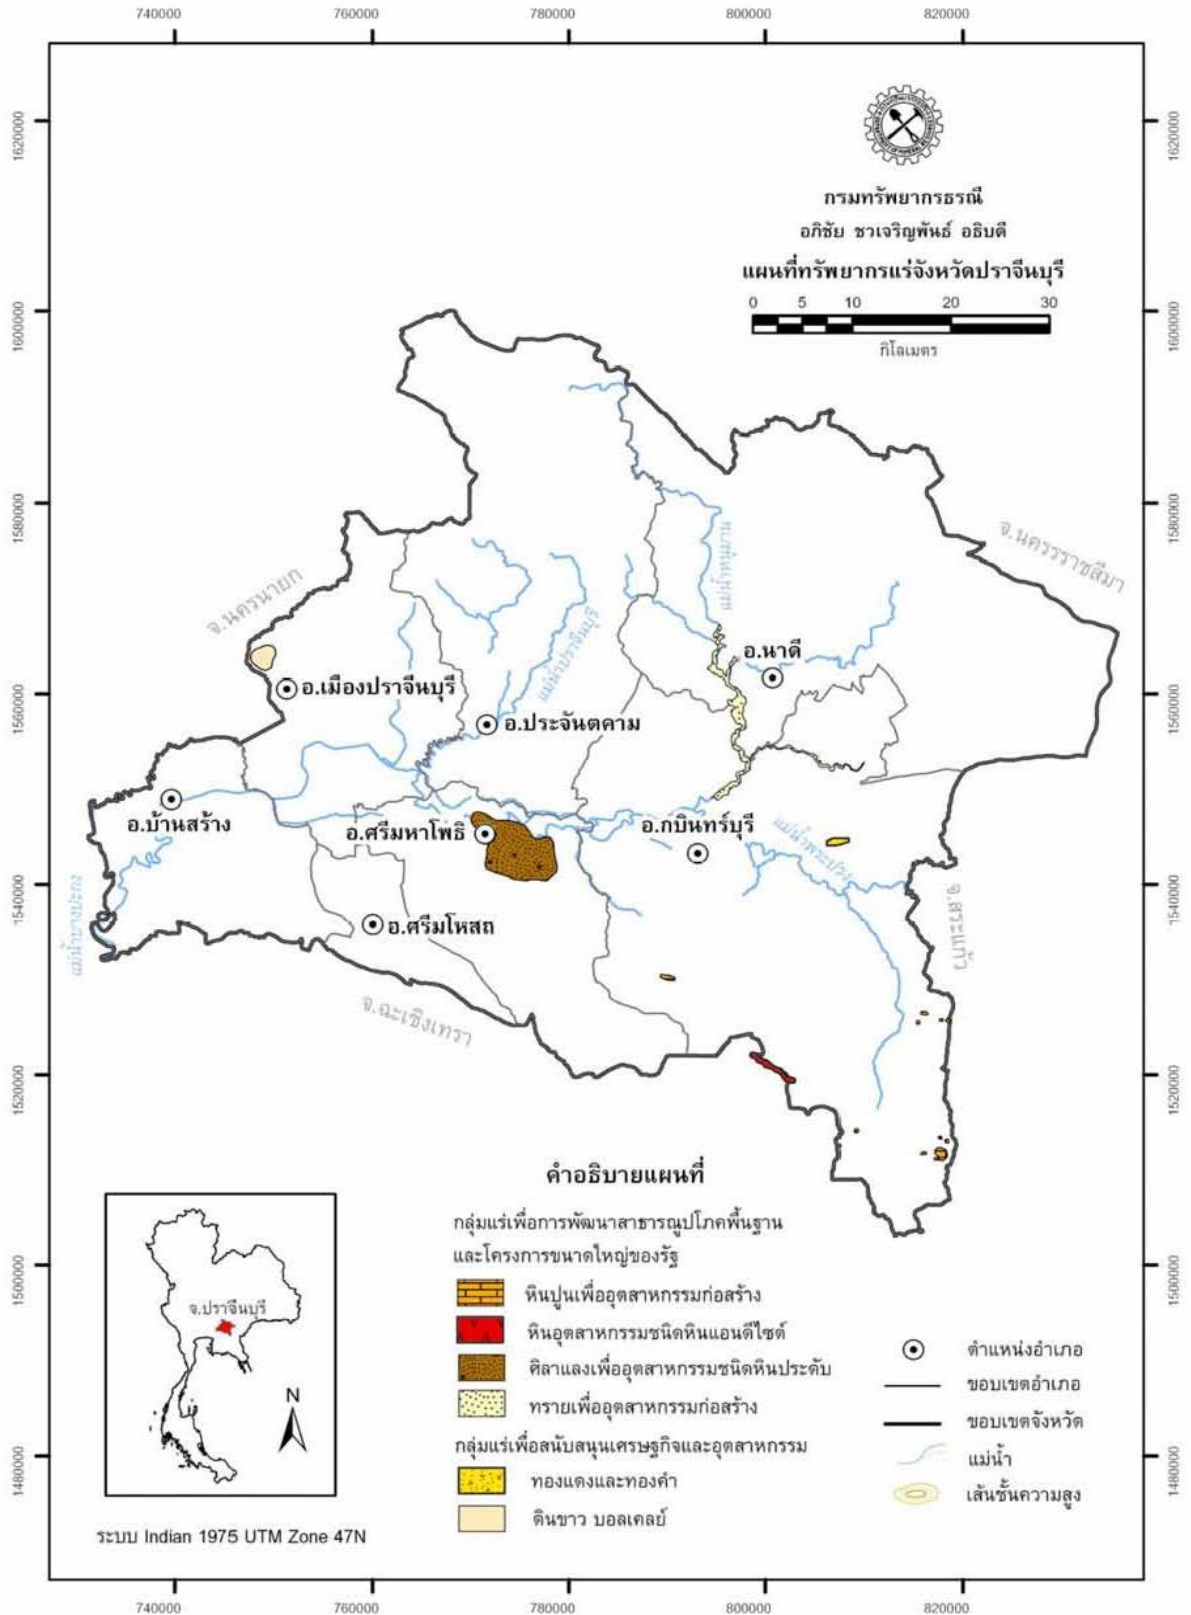 740000 760000 780000 800000 820000
1620000
1600000
1580000
1560000
1540000
1520000
1500000
1480000
กรมทรัพยากรธรณี
อภิชัย ชวเจริญพันธ์ อธิบดี
แผนที่ทรัพยากรแร่จังหวัดปราจีนบุรี
0 5 10 20 30
กิโลเมตร
จ.นครราชสีมา
จ.นครนายก
แม่น้ำหนุมาน
แม่น้ำปราจีนบุรี
อ.นาดี
อ.เมืองปราจีนบุรี
อ.ประจันตคาม
อ.บ้านสร้าง
อ.ศรีมหาโพธิ
อ.กบินทร์บุรี
แม่น้ำพระปรง
อ.ศรีมโหสถ
แม่น้ำบางปะกง
จ.สระแก้ว
จ.ฉะเชิงเทรา
คำอธิบายแผนที่
กลุ่มแร่เพื่อการพัฒนาสาธารณูปโภคพื้นฐาน
และโครงการขนาดใหญ่ของรัฐ
หินปูนเพื่ออุตสาหกรรมก่อสร้าง
หินอุตสาหกรรมชนิดหินแอนดีไซต์
ศิลาแลงเพื่ออุตสาหกรรมชนิดหินประดับ
ทรายเพื่ออุตสาหกรรมก่อสร้าง
กลุ่มแร่เพื่อสนับสนุนเศรษฐกิจและอุตสาหกรรม
ทองแดงและทองคำ
ดินขาว บอลเคลย์
ตำแหน่งอำเภอ
ขอบเขตอำเภอ
ขอบเขตจังหวัด
แม่น้ำ
เส้นชั้นความสูง
จ.ปราจีนบุรี
N
ระบบ Indian 1975 UTM Zone 47N
1620000
1600000
1580000
1560000
1540000
1520000
1500000
1480000
740000 760000 780000 800000 820000